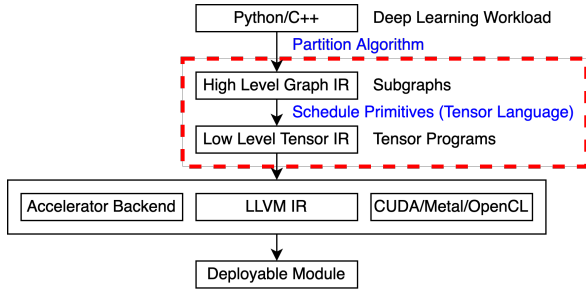 Python/C++ Deep Learning Workload
Partition Algorithm
High Level Graph IR Subgraphs
Schedule Primitives (Tensor Language)
Low Level Tensor IR Tensor Programs
Accelerator Backend LLVM IR CUDA/Metal/OpenCL
Deployable Module